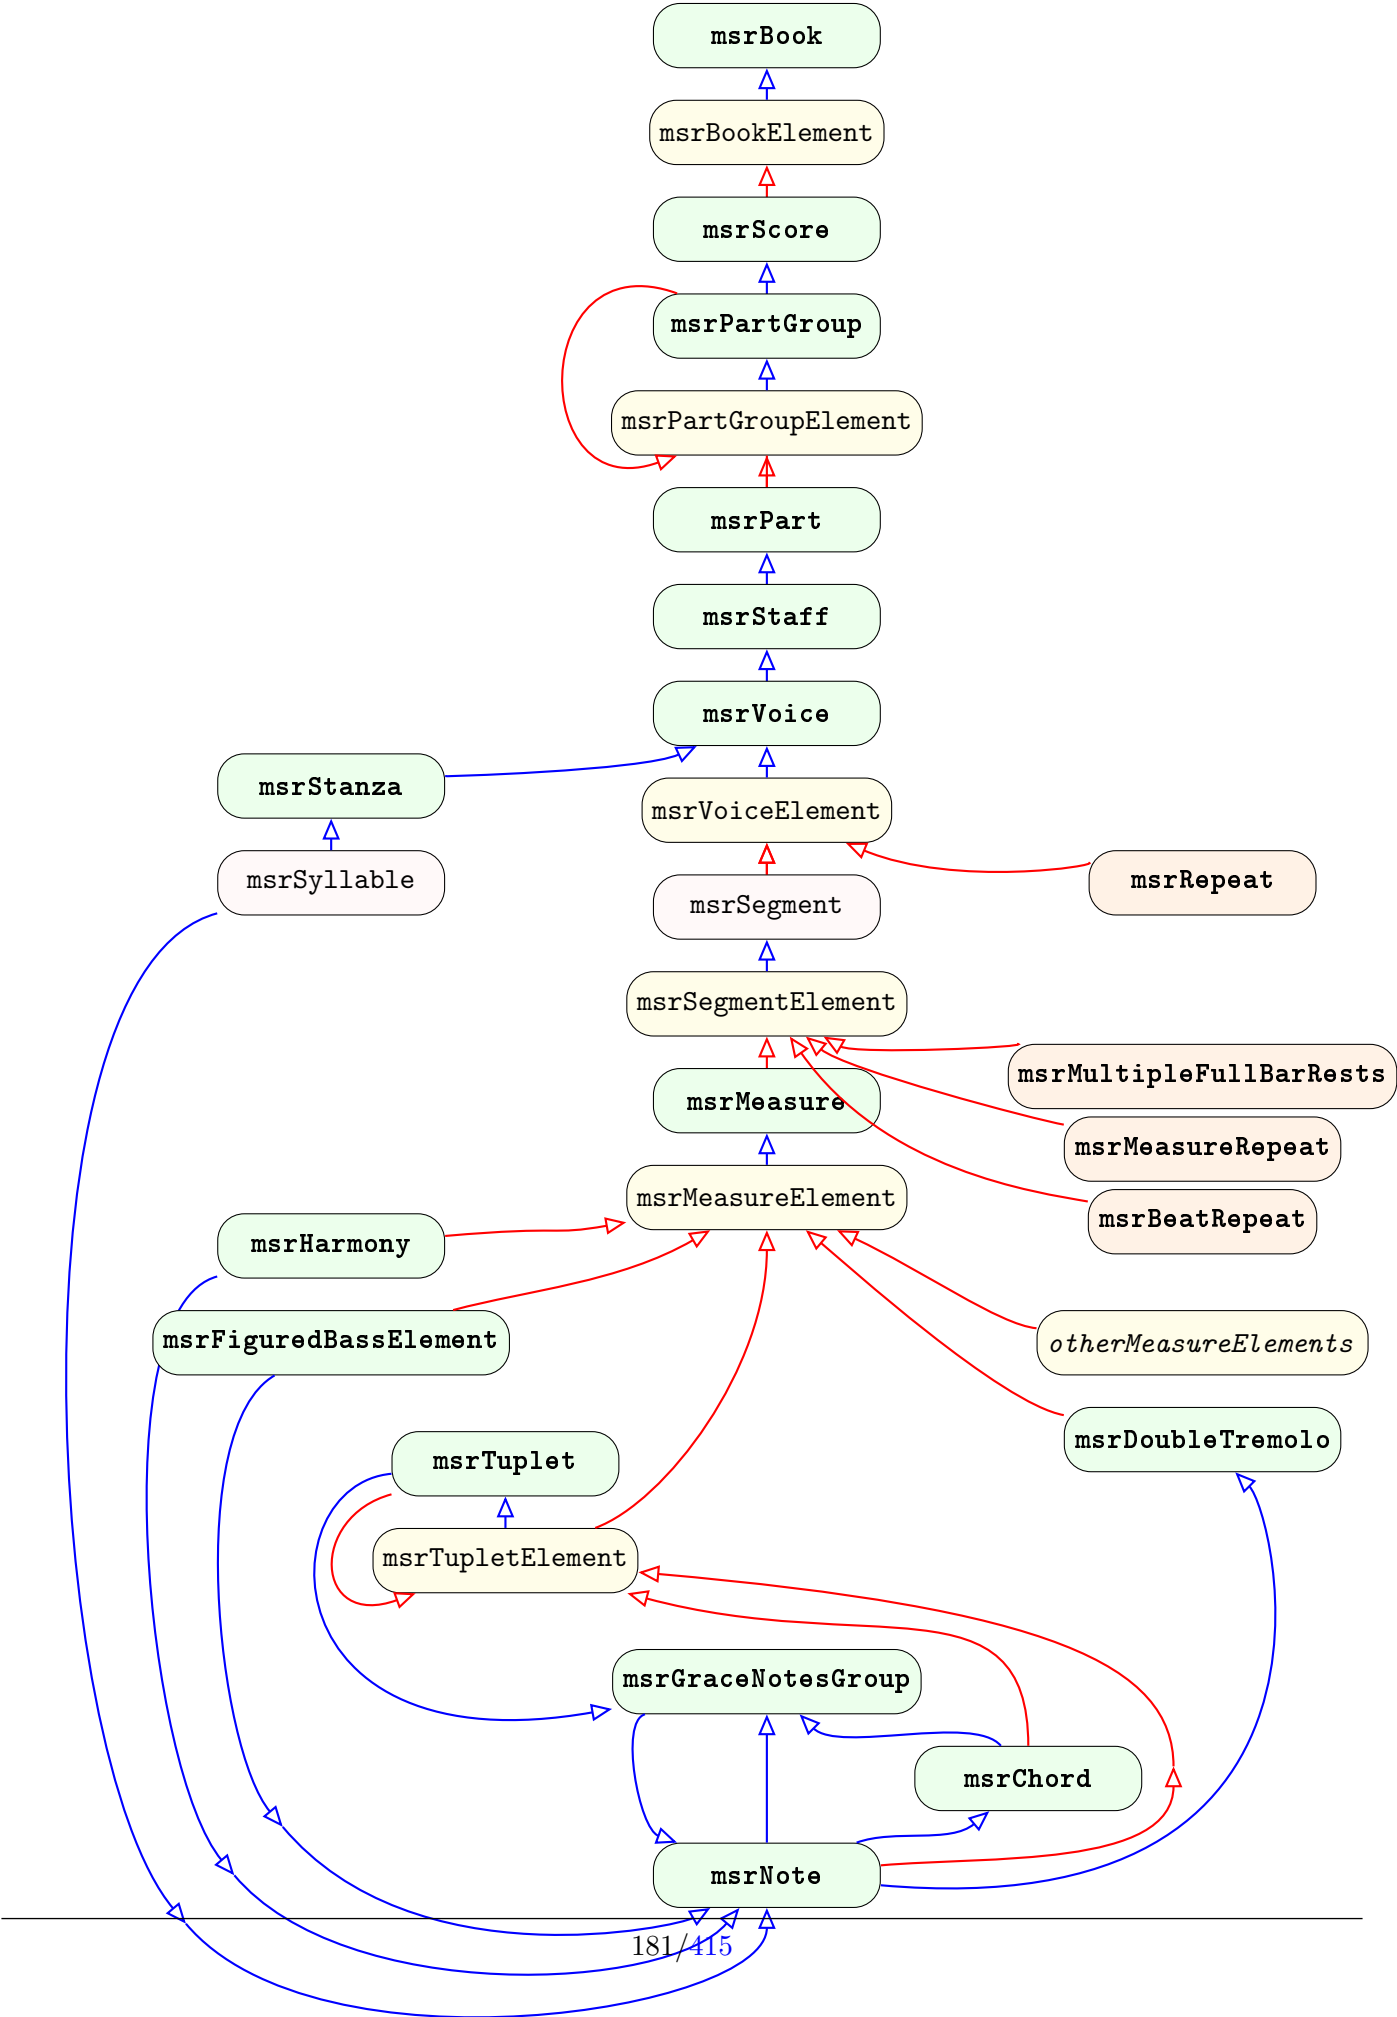 msrBook
msrBookElement
msrScore
msrPartGroup
msrPartGroupElement
msrPart
msrStaff
msrVoice
msrStanza
msrVoiceElement
msrSyllable
msrRepeat
msrSegment
msrSegmentElement
msrMultipleFullBarRests
msrMeasure
msrMeasureRepeat
msrMeasureElement
msrBeatRepeat
msrHarmony
msrFiguredBassElement
otherMeasureElements
msrDoubleTremolo
msrTuplet
msrTupletElement
msrGraceNotesGroup
msrChord
msrNote
181/415